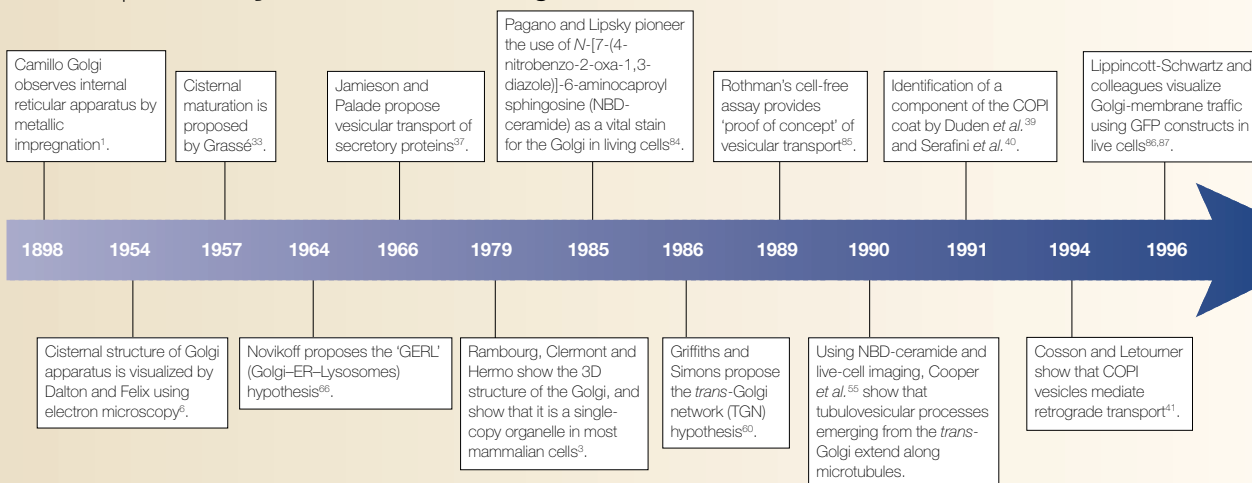 Camillo Golgi
observes internal
reticular apparatus by
metallic
impregnation¹.
Cisternal
maturation is
proposed
by Grassé³³.
Jamieson and
Palade propose
vesicular transport of
secretory proteins³⁷.
Pagano and Lipsky pioneer
the use of N-[7-(4-
nitrobenzo-2-oxa-1,3-
diazole)]-6-aminocaproyl
sphingosine (NBD-
ceramide) as a vital stain
for the Golgi in living cells⁸⁴.
Rothman's cell-free
assay provides
'proof of concept' of
vesicular transport⁸⁵.
Identification of a
component of the COPI
coat by Duden et al.³⁹
and Serafini et al.⁴⁰.
Lippincott-Schwartz and
colleagues visualize
Golgi-membrane traffic
using GFP constructs in
live cells⁸⁶,⁸⁷.
1898 1954 1957 1964 1966 1979 1985 1986 1989 1990 1991 1994 1996
Cisternal structure of Golgi
apparatus is visualized by
Dalton and Felix using
electron microscopy⁶.
Novikoff proposes the 'GERL'
(Golgi–ER–Lysosomes)
hypothesis⁶⁶.
Rambourg, Clermont and
Hermo show the 3D
structure of the Golgi, and
show that it is a single-
copy organelle in most
mammalian cells³.
Griffiths and
Simons propose
the trans-Golgi
network (TGN)
hypothesis⁶⁰.
Using NBD-ceramide and
live-cell imaging, Cooper
et al.⁵⁵ show that
tubulovesicular processes
emerging from the trans-
Golgi extend along
microtubules.
Cosson and Letourner
show that COPI
vesicles mediate
retrograde transport⁴¹.